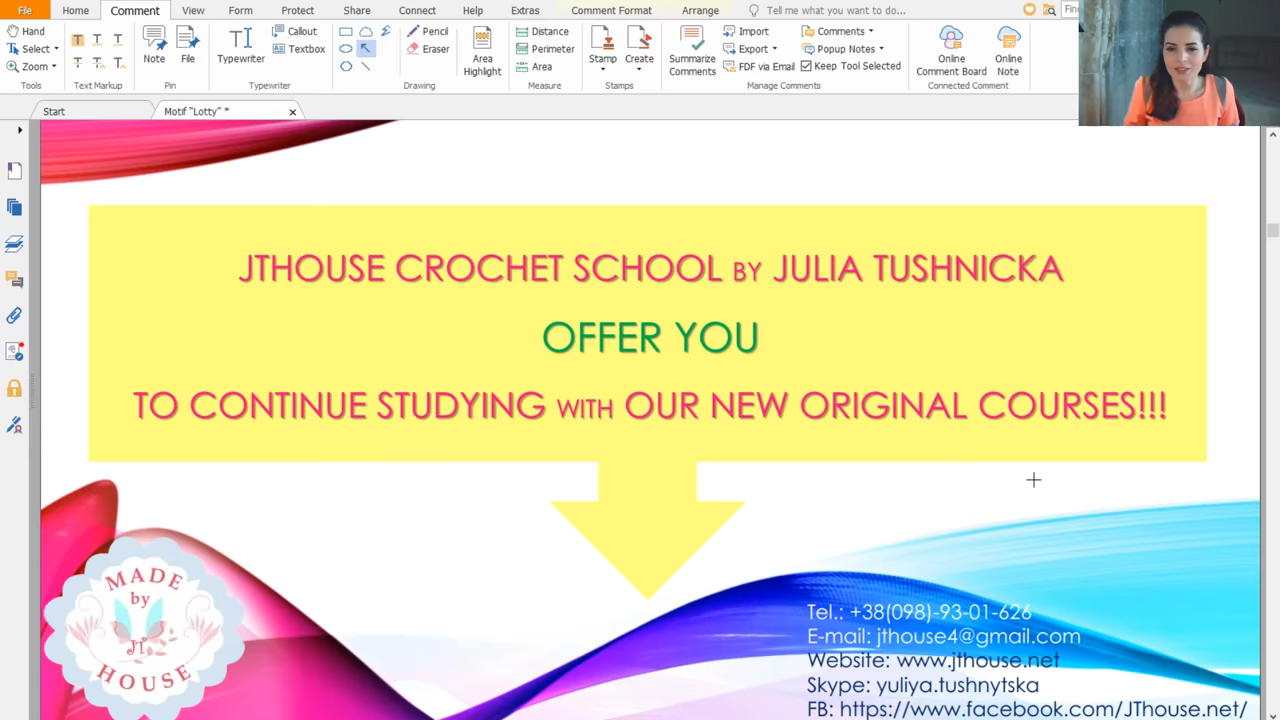 File Home Comment View Form Protect Share Connect Help Extras Comment Format Arrange Tell me what you want to do...
Hand
Select
Zoom
Tools
Text Markup
Note
File
Pin
Typewriter
Callout
Textbox
Typewriter
Pencil
Eraser
Drawing
Area
Highlight
Distance
Perimeter
Area
Measure
Stamp
Create
Stamps
Summarize
Comments
Import
Export
FDF via Email
Comments
Popup Notes
Keep Tool Selected
Manage Comments
Online
Comment Board
Online
Note
Connected Comment
Start
Motif "Lotty" *
JTHOUSE CROCHET SCHOOL BY JULIA TUSHNICKA
OFFER YOU
TO CONTINUE STUDYING WITH OUR NEW ORIGINAL COURSES!!!
MADE
by
JT
HOUSE
Tel.: +38(098)-93-01-626
E-mail: jthouse4@gmail.com
Website: www.jthouse.net
Skype: yuliya.tushnytska
FB: https://www.facebook.com/JThouse.net/